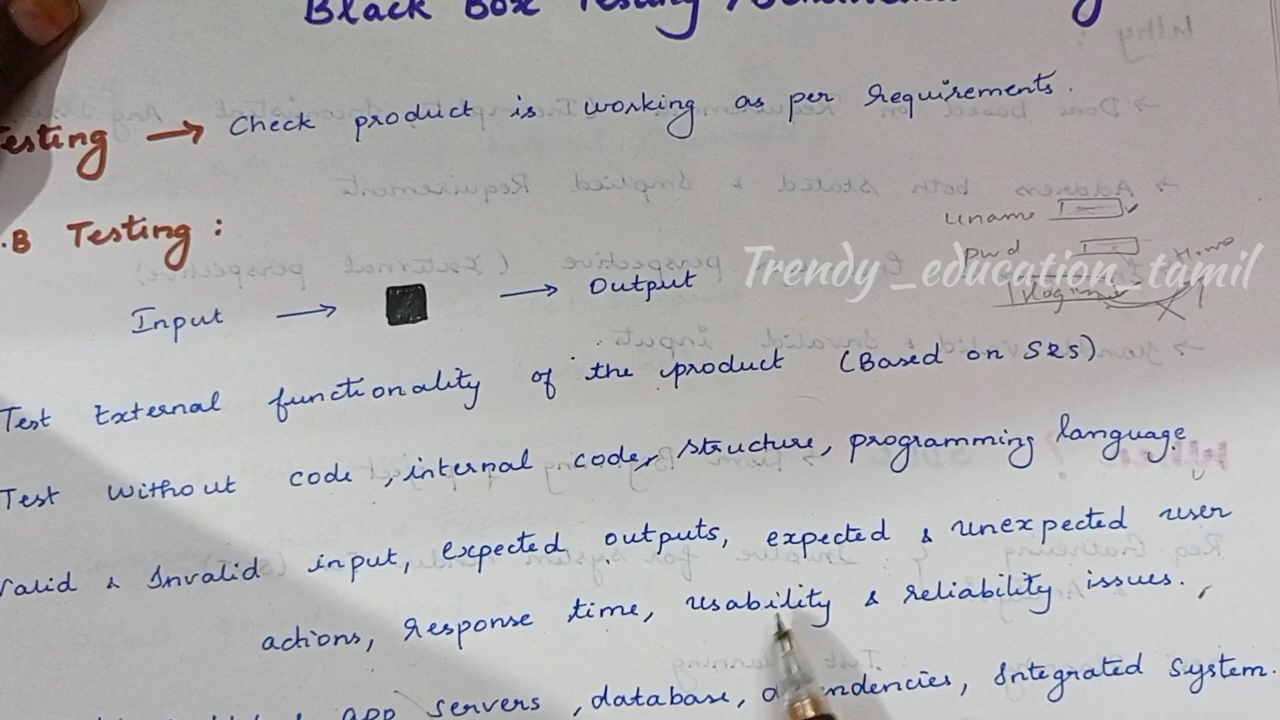 Black Box Testing
Testing → Check product is working as per requirements.
.B Testing :
uname
pwd
Trendy_education_tamil
Input → → Output
Test External functionality of the product (Based on SRS)
Test without code, internal code, structure, programming language
Valid & Invalid input, expected outputs, expected & unexpected user
actions, response time, usability & reliability issues.
app servers, database, dependencies, Integrated system.